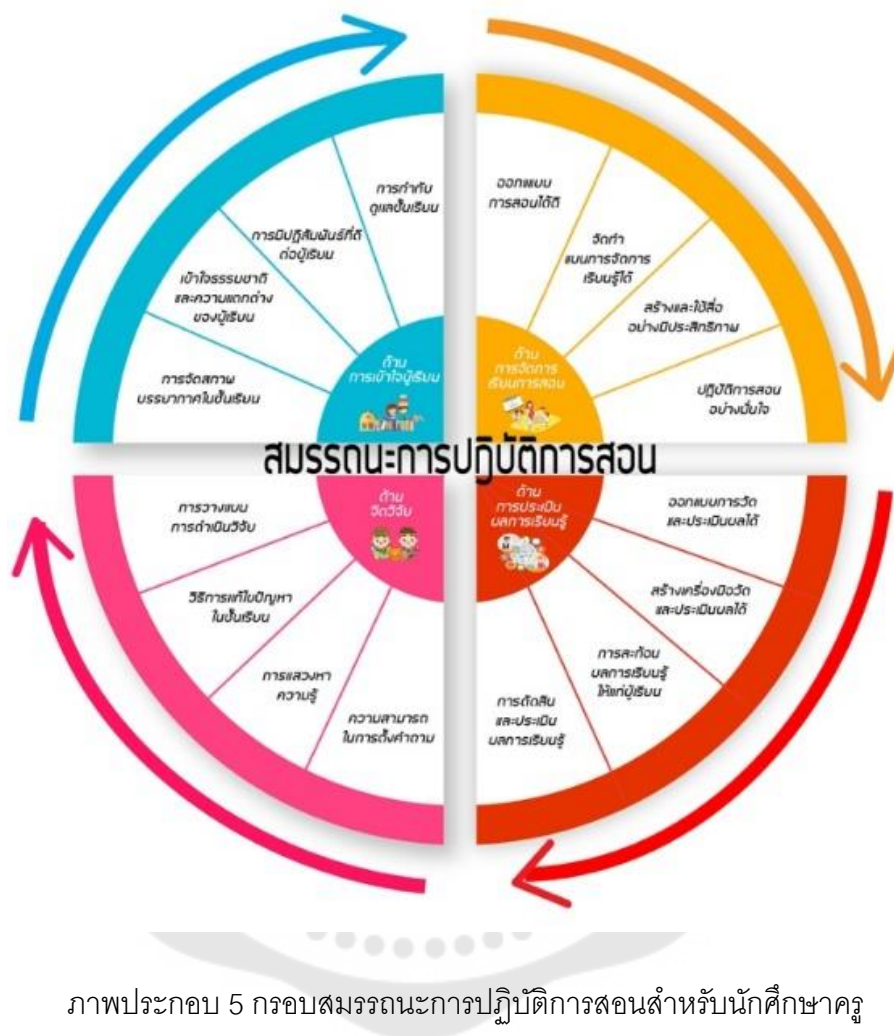 การกำกับ
ดูแลชั้นเรียน
การมีปฏิสัมพันธ์ที่ดี
ต่อผู้เรียน
เข้าใจธรรมชาติ
และความแตกต่าง
ของผู้เรียน
การจัดสภาพ
บรรยากาศในชั้นเรียน
ด้าน
การเข้าใจผู้เรียน
ออกแบบ
การสอนได้ดี
จัดทำ
แผนการจัดการ
เรียนรู้ได้
สร้างและใช้สื่อ
อย่างมีประสิทธิภาพ
ปฏิบัติการสอน
อย่างมั่นใจ
ด้าน
การจัดการ
เรียนการสอน
สมรรถนะการปฏิบัติการสอน
ด้าน
จิตวิจัย
การวางแผน
การดำเนินวิจัย
วิธีการแก้ไขปัญหา
ในชั้นเรียน
การแสวงหา
ความรู้
ความสามารถ
ในการตั้งคำถาม
ด้าน
การประเมิน
ผลการเรียนรู้
ออกแบบการวัด
และประเมินผลได้
สร้างเครื่องมือวัด
และประเมินผลได้
การสะท้อน
ผลการเรียนรู้
ให้แก่ผู้เรียน
การตัดสิน
และประเมิน
ผลการเรียนรู้
ภาพประกอบ 5 กรอบสมรรถนะการปฏิบัติการสอนสำหรับนักศึกษาครู